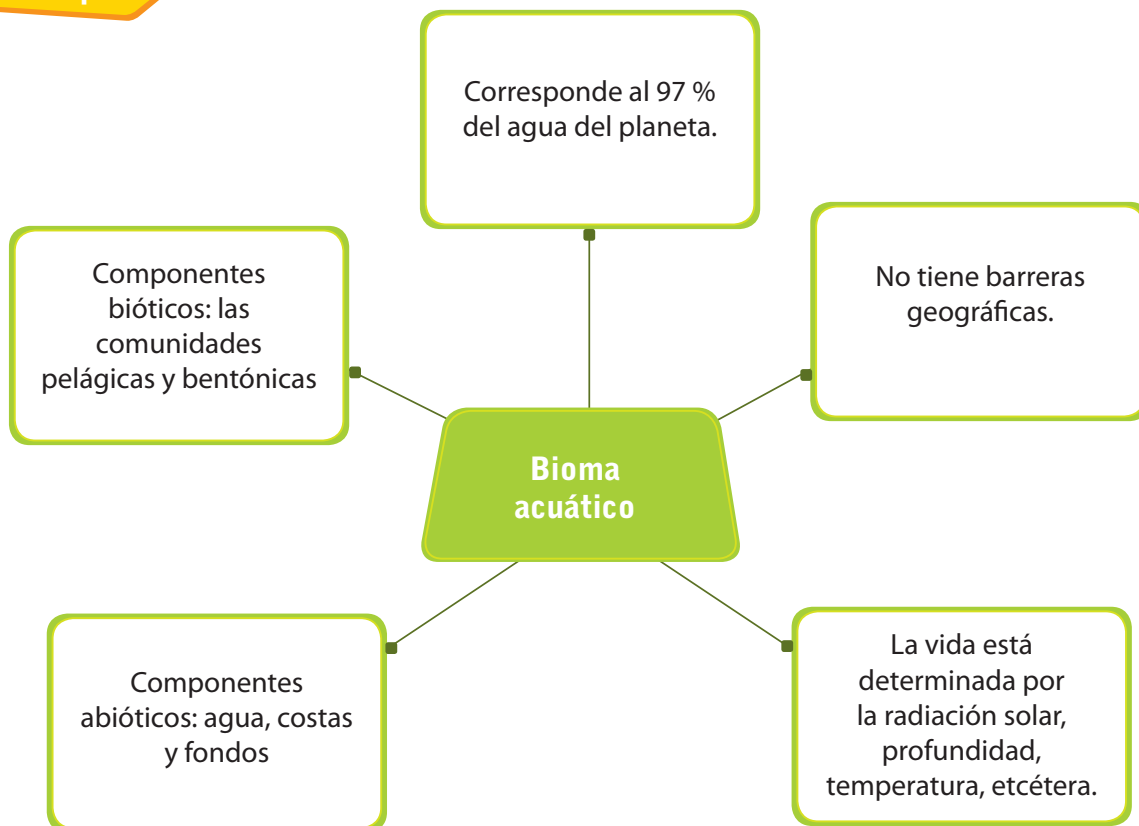 Corresponde al 97 %
del agua del planeta.
Componentes
bióticos: las
comunidades
pelágicas y bentónicas
No tiene barreras
geográficas.
Bioma
acuático
Componentes
abióticos: agua, costas
y fondos
La vida está
determinada por
la radiación solar,
profundidad,
temperatura, etcétera.